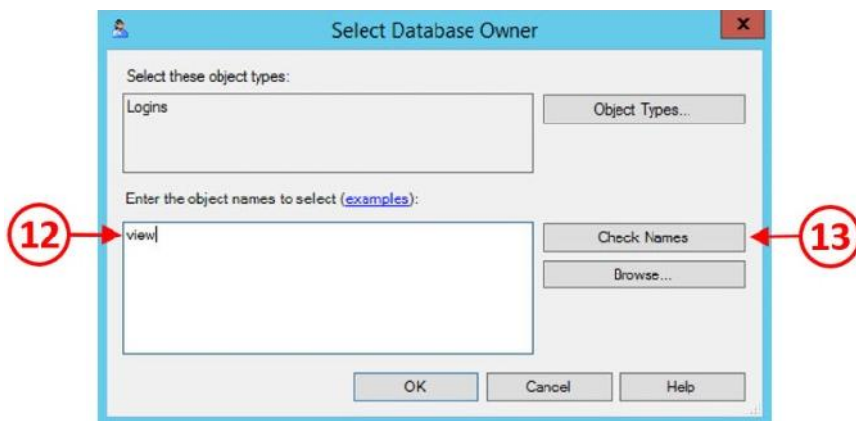 Select Database Owner
x
Select these object types:
Logins
Object Types...
Enter the object names to select (examples):
12
view
Check Names
13
Browse...
OK
Cancel
Help